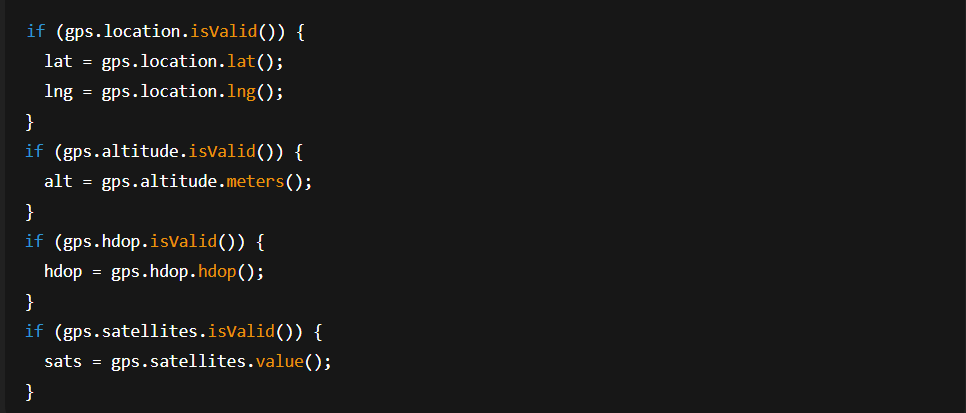 if (gps.location.isValid()) {
  lat = gps.location.lat();
  lng = gps.location.lng();
}
if (gps.altitude.isValid()) {
  alt = gps.altitude.meters();
}
if (gps.hdop.isValid()) {
  hdop = gps.hdop.hdop();
}
if (gps.satellites.isValid()) {
  sats = gps.satellites.value();
}